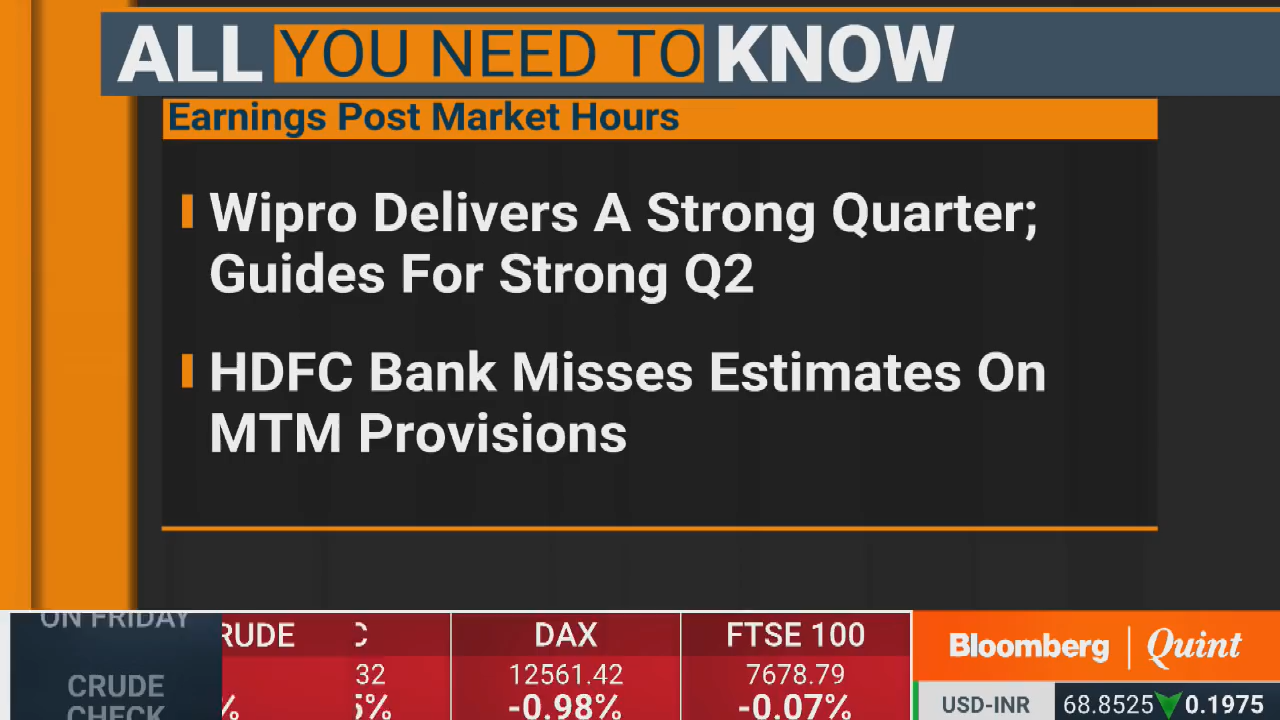 ALL YOU NEED TO KNOW
Earnings Post Market Hours
Wipro Delivers A Strong Quarter;
Guides For Strong Q2
HDFC Bank Misses Estimates On
MTM Provisions
ON FRIDAY
CRUDE
CHECK
DAX
12561.42
-0.98%
FTSE 100
7678.79
-0.07%
Bloomberg | Quint
USD-INR 68.8525 0.1975